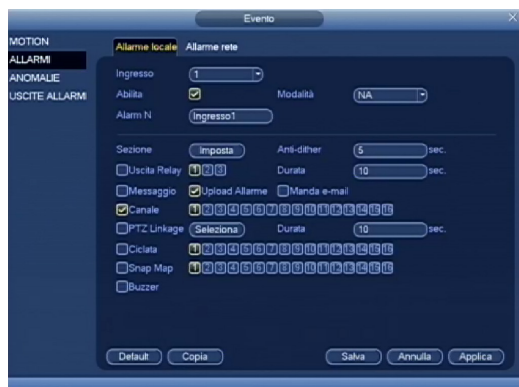 Evento
MOTION
ALLARMI
ANOMALIE
USCITE ALLARMI
Allarme locale Allarme rete
Ingresso 1
Abilita Modalità NA
Alarm N Ingresso1
Sezione Imposta Anti-dither 5 sec.
Uscita Relay 1 2 3 Durata 10 sec.
Messaggio Upload Allarme Manda e-mail
Canale 1 2 3 4 5 6 7 8 9 10 11 12 13 14 15 16
PTZ Linkage Seleziona Durata 10 sec.
Ciclata 1 2 3 4 5 6 7 8 9 10 11 12 13 14 15 16
Snap Map 1 2 3 4 5 6 7 8 9 10 11 12 13 14 15 16
Buzzer
Default Copia Salva Annulla Applica